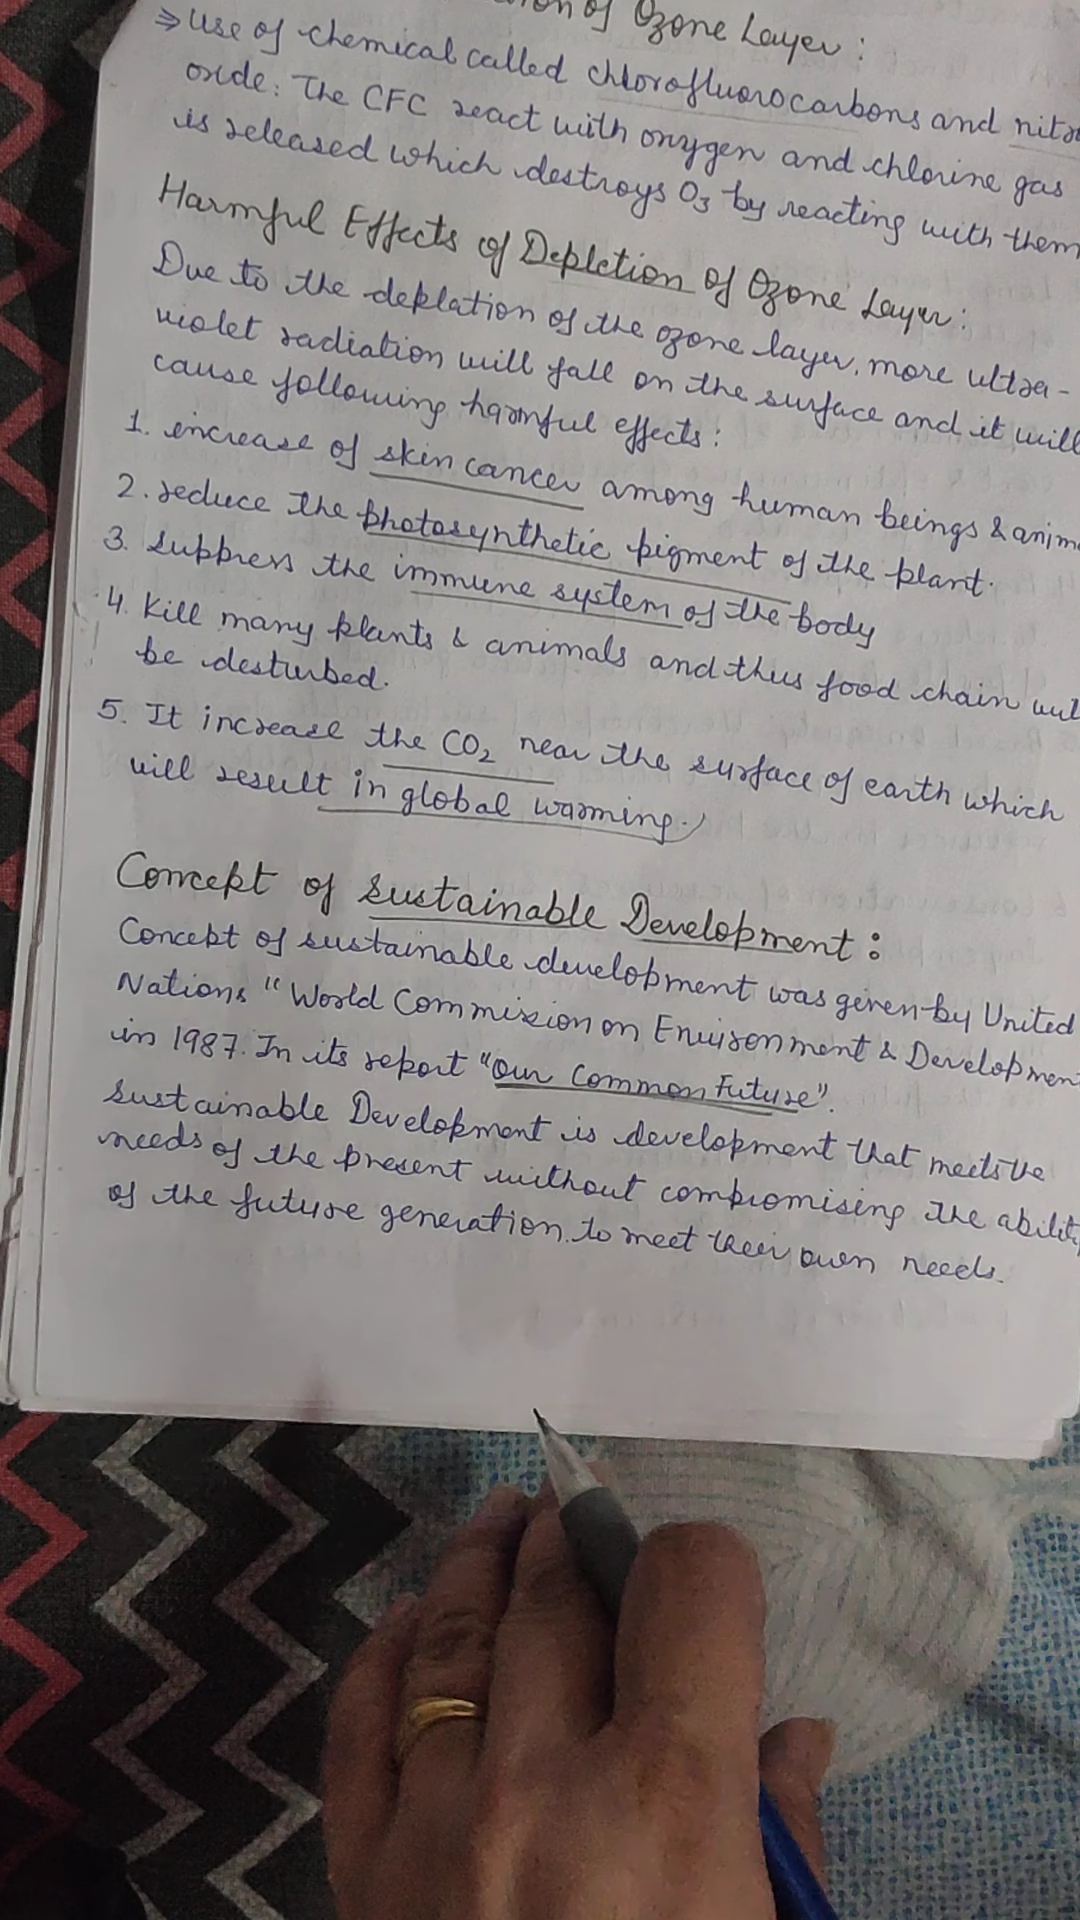 of Ozone Layer :
⇒ Use of chemical called chlorofluorocarbons and
oxide: The CFC react with oxygen and chlorine gas
is released which destroys O3 by reacting with them
Harmful Effects of Depletion of Ozone Layer:
Due to the deplation of the ozone layer, more ultra-
violet radiation will fall on the surface and it will
cause following harmful effects:
1. increase of skin cancer among human beings &
2. reduce the photosynthetic pigment of the plant.
3. Suppress the immune system of the body
4. Kill many plants & animals and thus food chain
be desturbed.
5. It increase the CO2 near the surface of earth which
will result in global warming.
Concept of Sustainable Development :
Concept of sustainable development was given by United
Nations "World Commission on Environment & Development
in 1987. In its report "Our Common Future".
Sustainable Development is development that meets the
needs of the present without compromising the ability
of the future generation to meet their own needs.